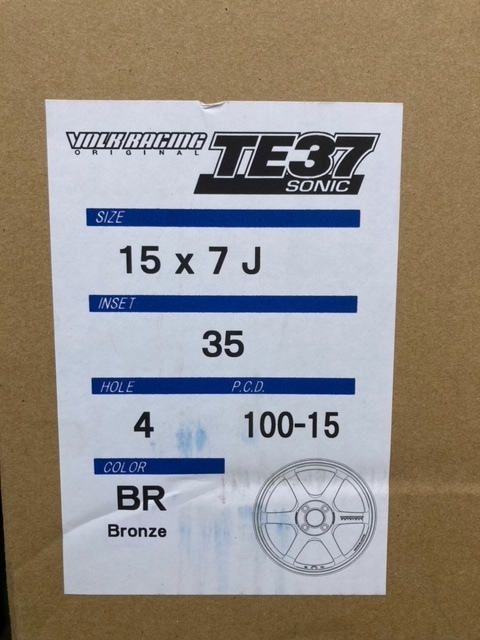 VOLK RACING
ORIGINAL
TE37
SONIC
SIZE
15 x 7 J
INSET
35
HOLE P.C.D.
4 100-15
COLOR
BR
Bronze